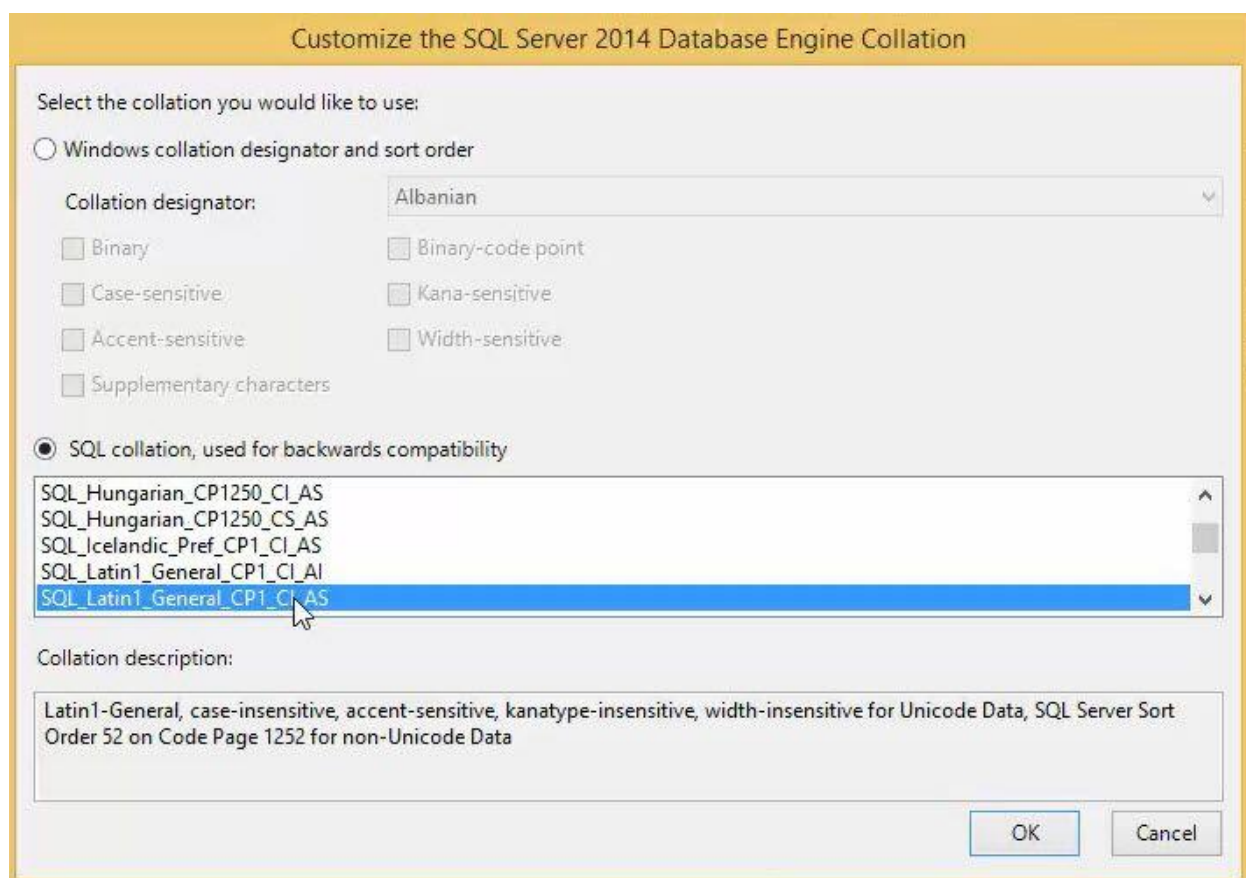 Customize the SQL Server 2014 Database Engine Collation
Select the collation you would like to use:
Windows collation designator and sort order
Collation designator: Albanian
Binary Binary-code point
Case-sensitive Kana-sensitive
Accent-sensitive Width-sensitive
Supplementary characters
SQL collation, used for backwards compatibility
SQL_Hungarian_CP1250_CI_AS
SQL_Hungarian_CP1250_CS_AS
SQL_Icelandic_Pref_CP1_CI_AS
SQL_Latin1_General_CP1_CI_AI
SQL_Latin1_General_CP1_CI_AS
Collation description:
Latin1-General, case-insensitive, accent-sensitive, kanatype-insensitive, width-insensitive for Unicode Data, SQL Server Sort
Order 52 on Code Page 1252 for non-Unicode Data
OK Cancel